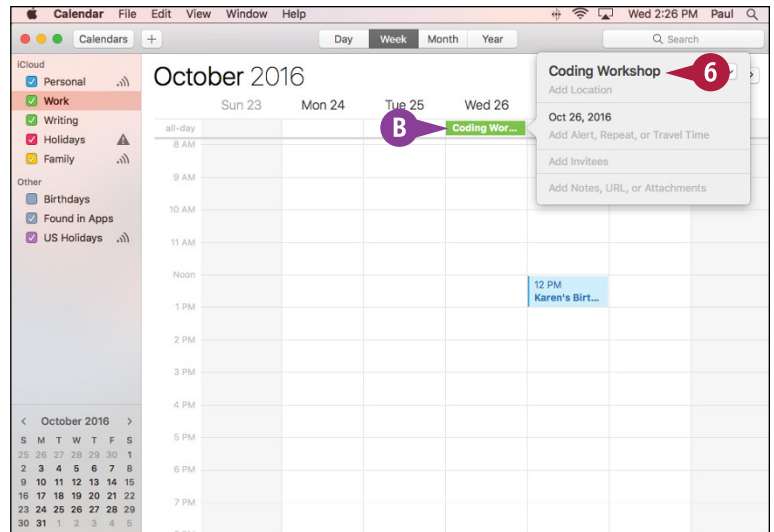 Calendar File Edit View Window Help Wed 2:26 PM Paul
Calendars + Day Week Month Year Search
iCloud
Personal
Work
Writing
Holidays
Family
Other
Birthdays
Found in Apps
US Holidays
October 2016
Sun 23 Mon 24 Tue 25 Wed 26
all-day
B
Coding Wor...
8 AM
9 AM
10 AM
11 AM
Noon
1 PM
2 PM
3 PM
4 PM
5 PM
6 PM
7 PM
12 PM
Karen's Birt...
Coding Workshop
6
Add Location
Oct 26, 2016
Add Alert, Repeat, or Travel Time
Add Invitees
Add Notes, URL, or Attachments
< October 2016 >
S M T W T F S
25 26 27 28 29 30 1
2 3 4 5 6 7 8
9 10 11 12 13 14 15
16 17 18 19 20 21 22
23 24 25 26 27 28 29
30 31 1 2 3 4 5